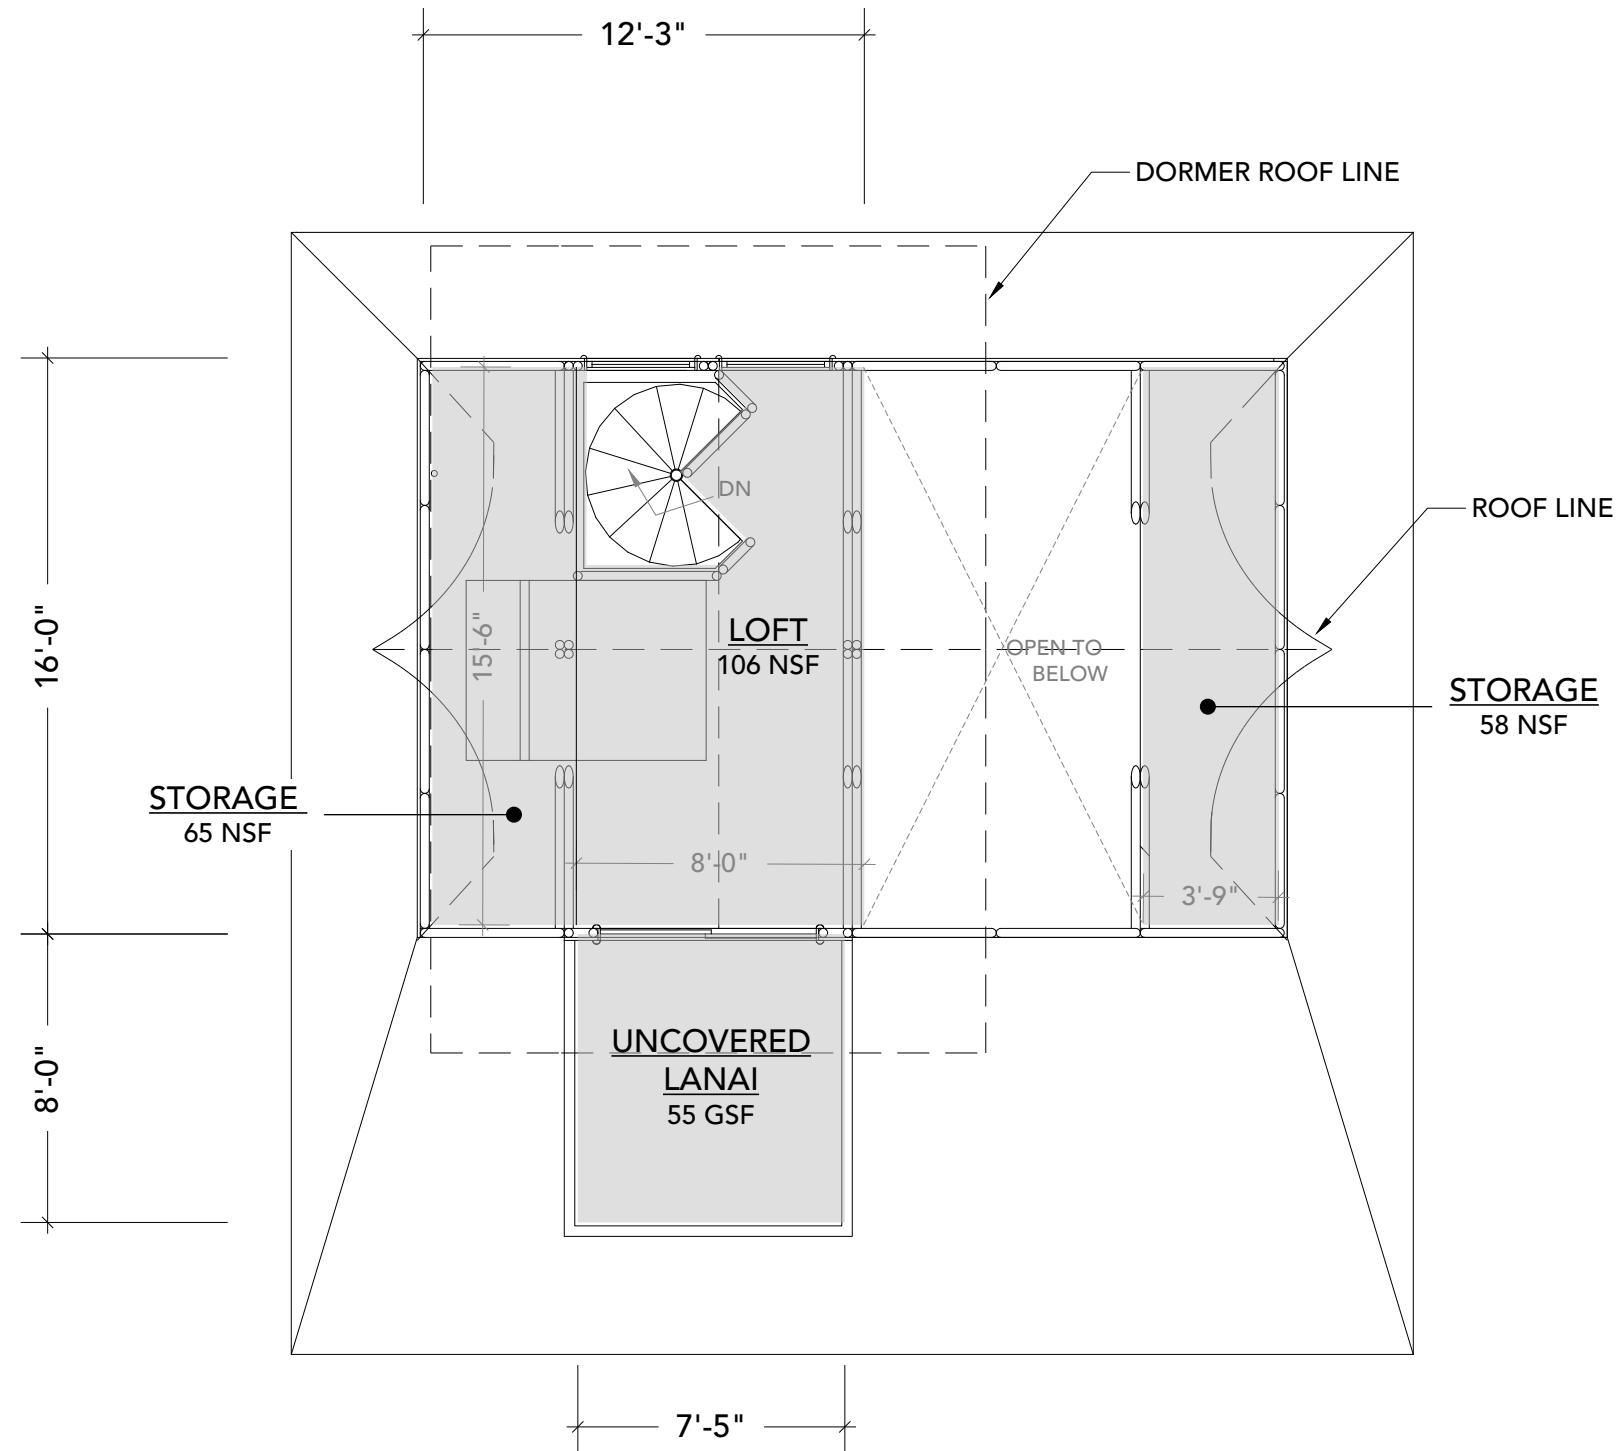 12'-3"
DORMER ROOF LINE
ROOF LINE
DN
16'-0"
15'-6"
LOFT
106 NSF
OPEN TO
BELOW
STORAGE
58 NSF
STORAGE
65 NSF
8'-0"
3'-9"
UNCOVERED
LANAI
55 GSF
8'-0"
7'-5"